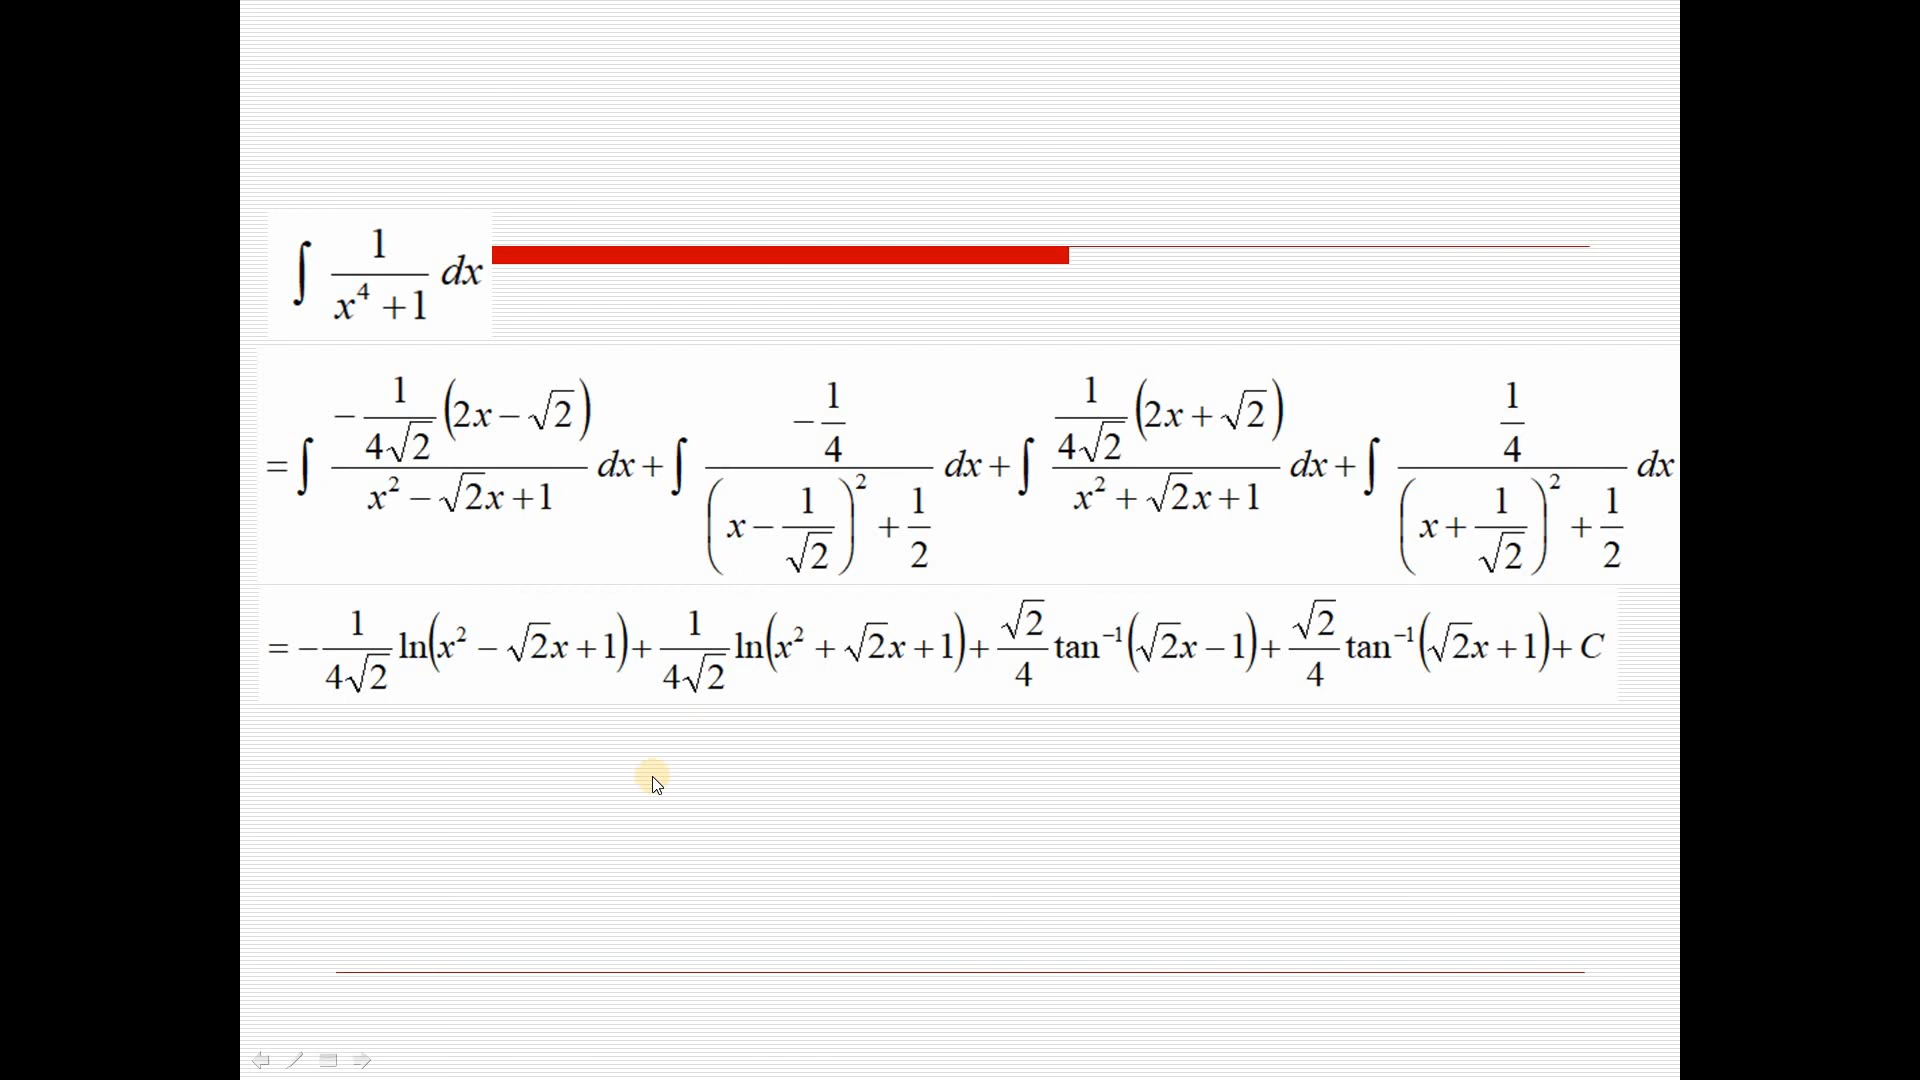 ∫ 1/(x⁴ + 1) dx
= ∫ (−1/(4√2) (2x − √2))/(x² − √2x + 1) dx + ∫ (−1/4)/((x − 1/√2)² + 1/2) dx + ∫ (1/(4√2) (2x + √2))/(x² + √2x + 1) dx + ∫ (1/4)/((x + 1/√2)² + 1/2) dx
= −1/(4√2) ln(x² − √2x + 1) + 1/(4√2) ln(x² + √2x + 1) + √2/4 tan⁻¹(√2x − 1) + √2/4 tan⁻¹(√2x + 1) + C